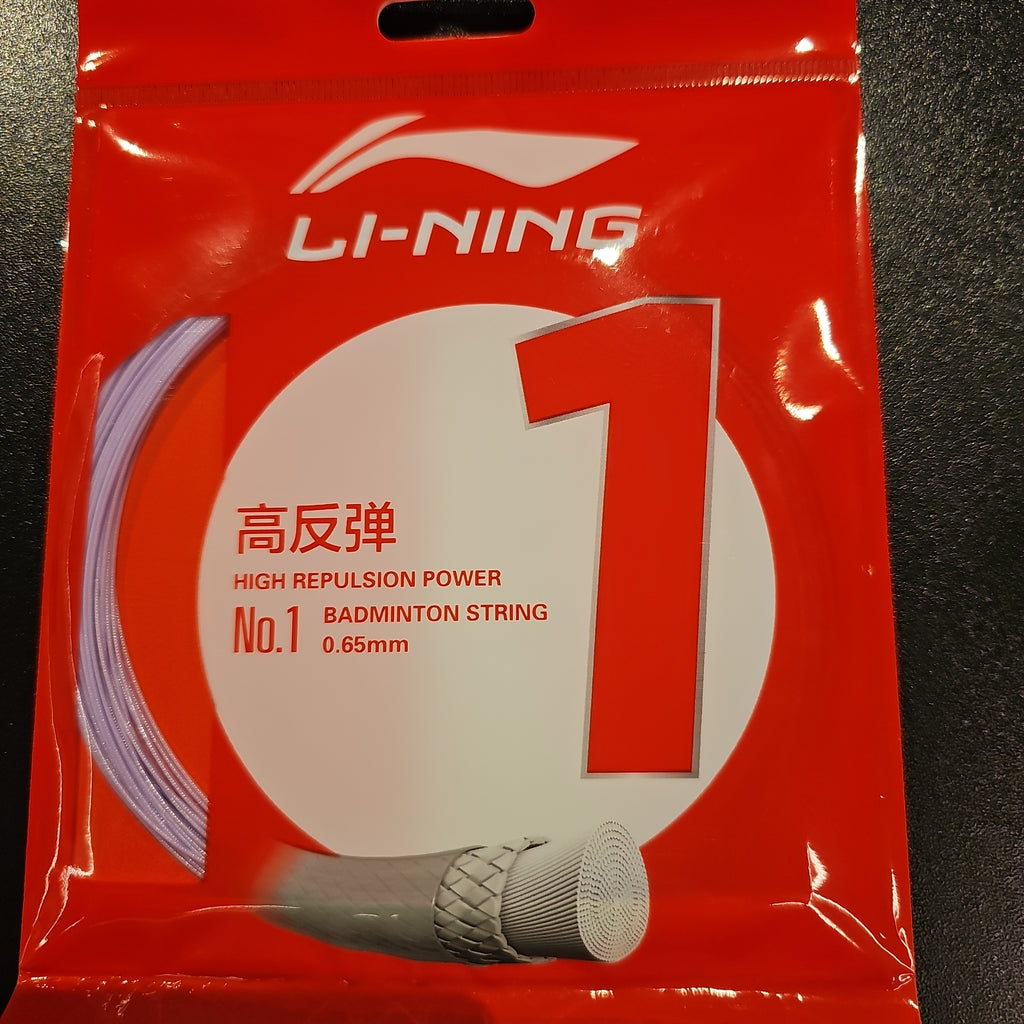 LI-NING
1
高反弹
HIGH REPULSION POWER
No.1 BADMINTON STRING
0.65mm